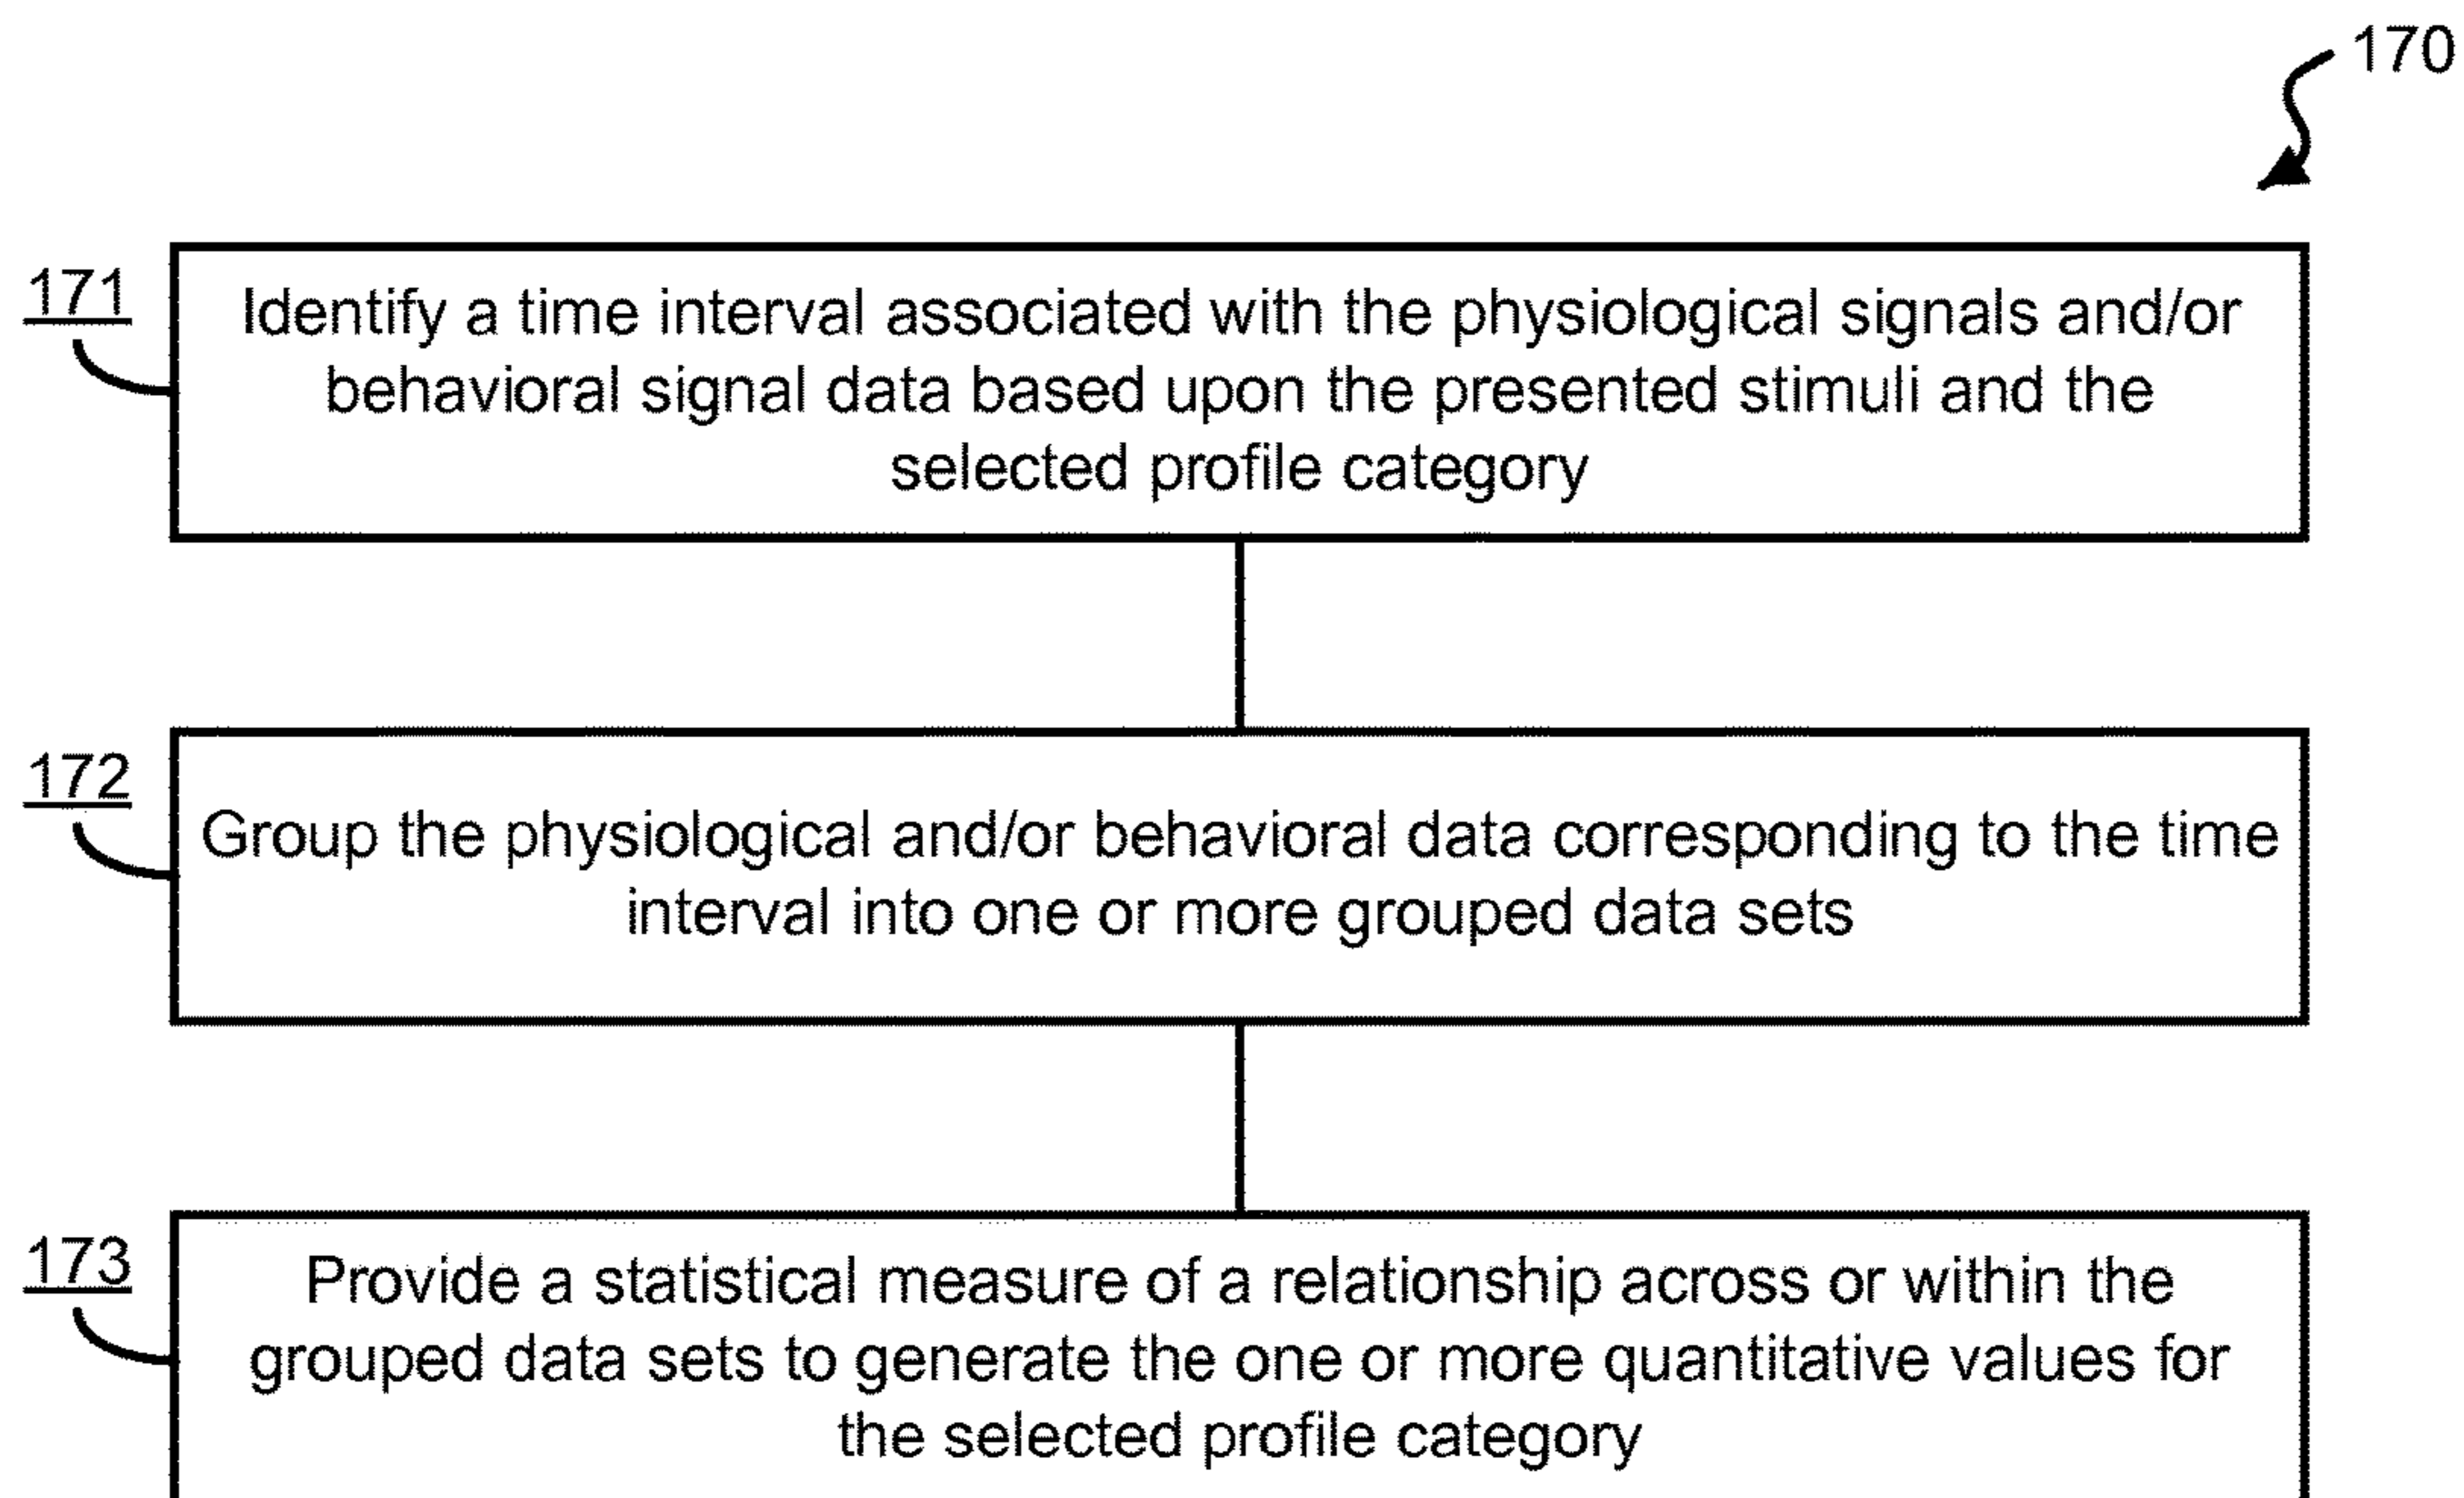 170
171
Identify a time interval associated with the physiological signals and/or
behavioral signal data based upon the presented stimuli and the
selected profile category
172
Group the physiological and/or behavioral data corresponding to the time
interval into one or more grouped data sets
173
Provide a statistical measure of a relationship across or within the
grouped data sets to generate the one or more quantitative values for
the selected profile category